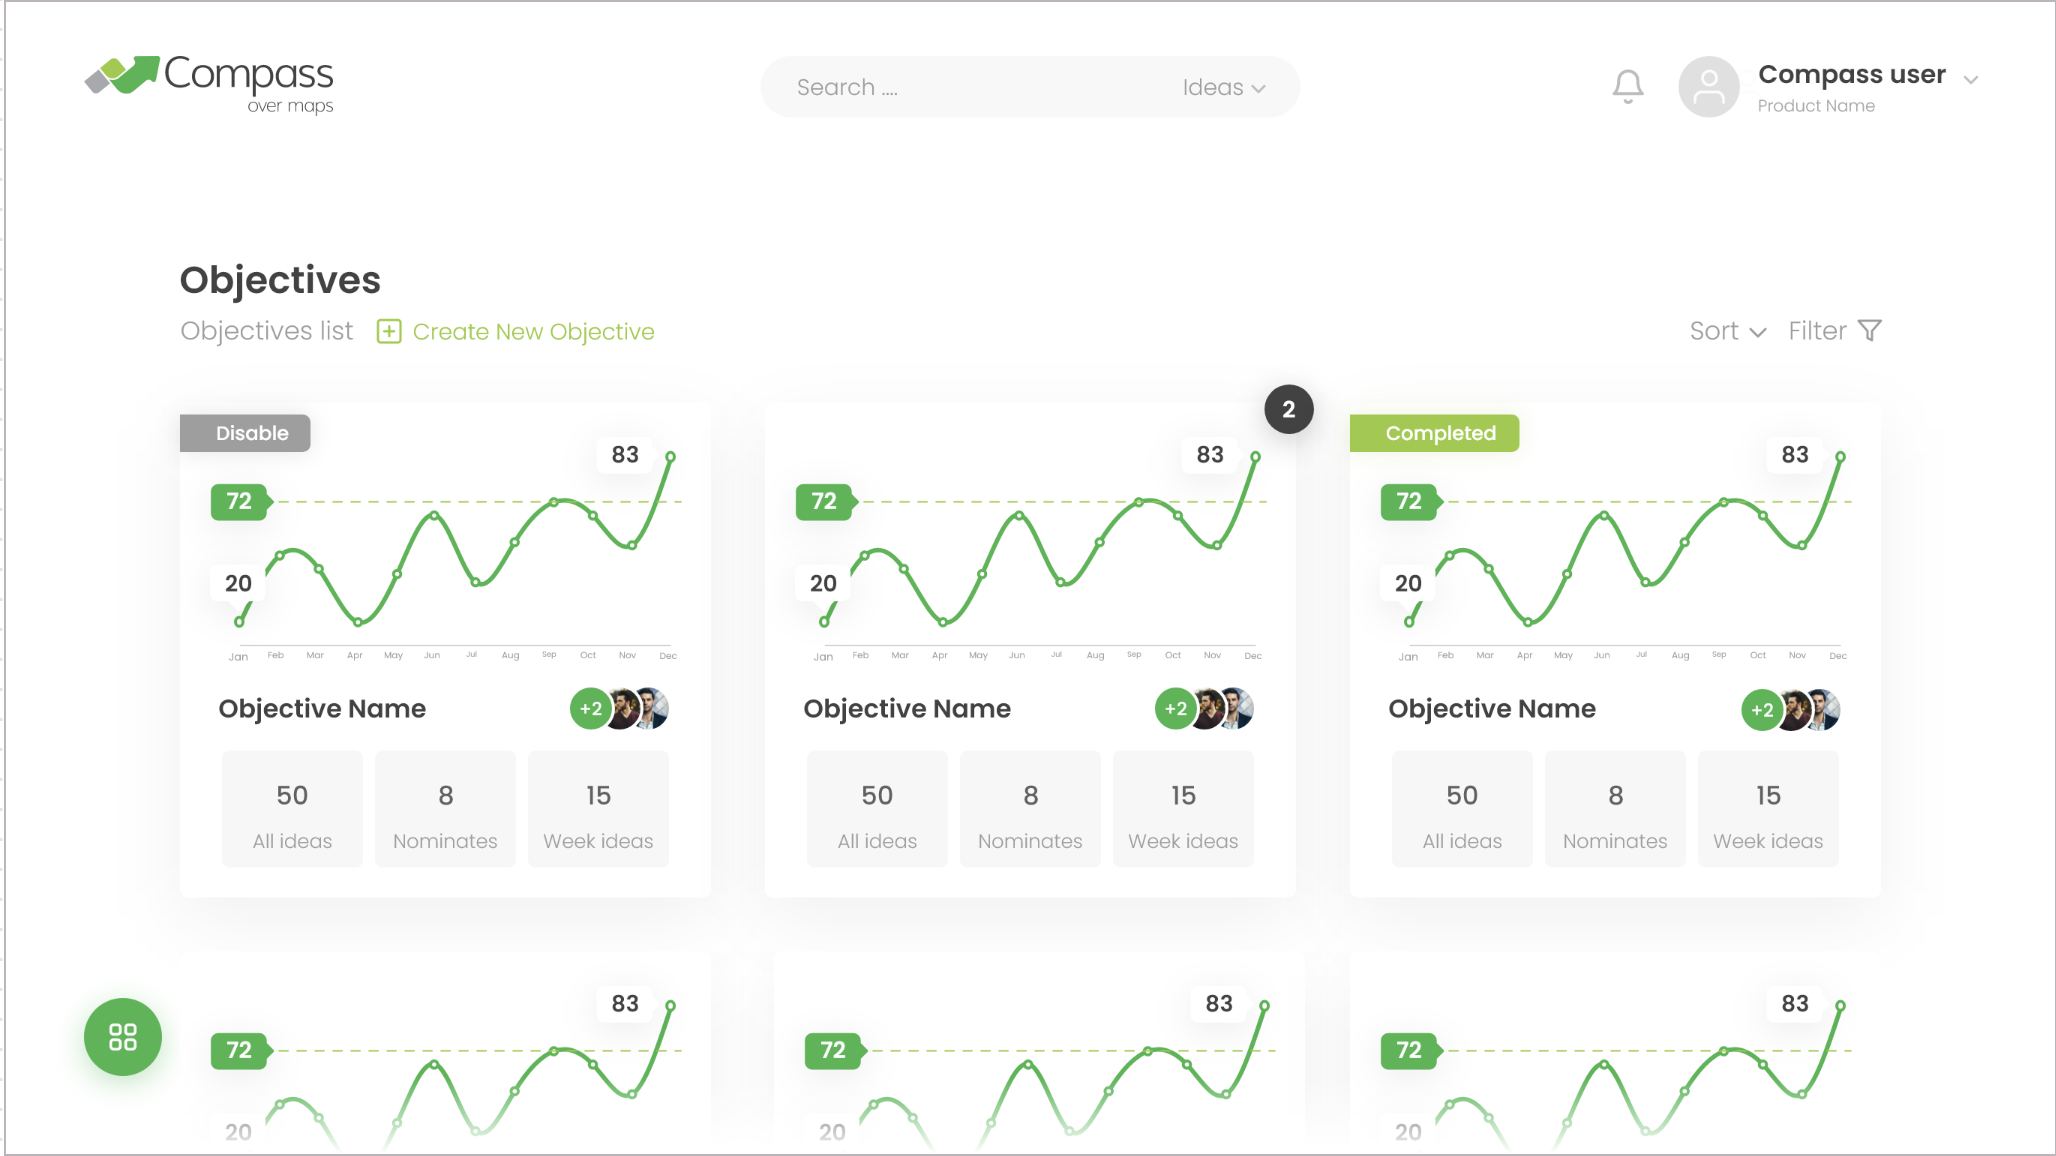 Compass
over maps
Search ....
Ideas
Compass user
Product Name
Objectives
Objectives list
Create New Objective
Sort
Filter
Disable
83
72
20
Jan Feb Mar Apr May Jun Jul Aug Sep Oct Nov Dec
Objective Name
+2
50
All ideas
8
Nominates
15
Week ideas
2
83
72
20
Jan Feb Mar Apr May Jun Jul Aug Sep Oct Nov Dec
Objective Name
+2
50
All ideas
8
Nominates
15
Week ideas
Completed
83
72
20
Jan Feb Mar Apr May Jun Jul Aug Sep Oct Nov Dec
Objective Name
+2
50
All ideas
8
Nominates
15
Week ideas
83
72
20
83
72
20
83
72
20